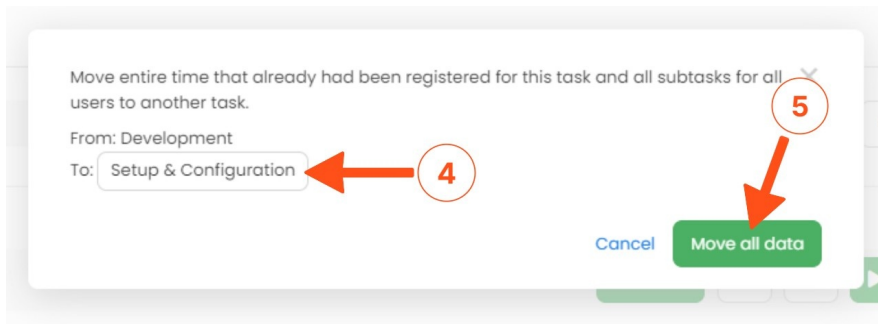 Move entire time that already had been registered for this task and all subtasks for all
users to another task.
5
From: Development
To: Setup & Configuration
4
Cancel
Move all data